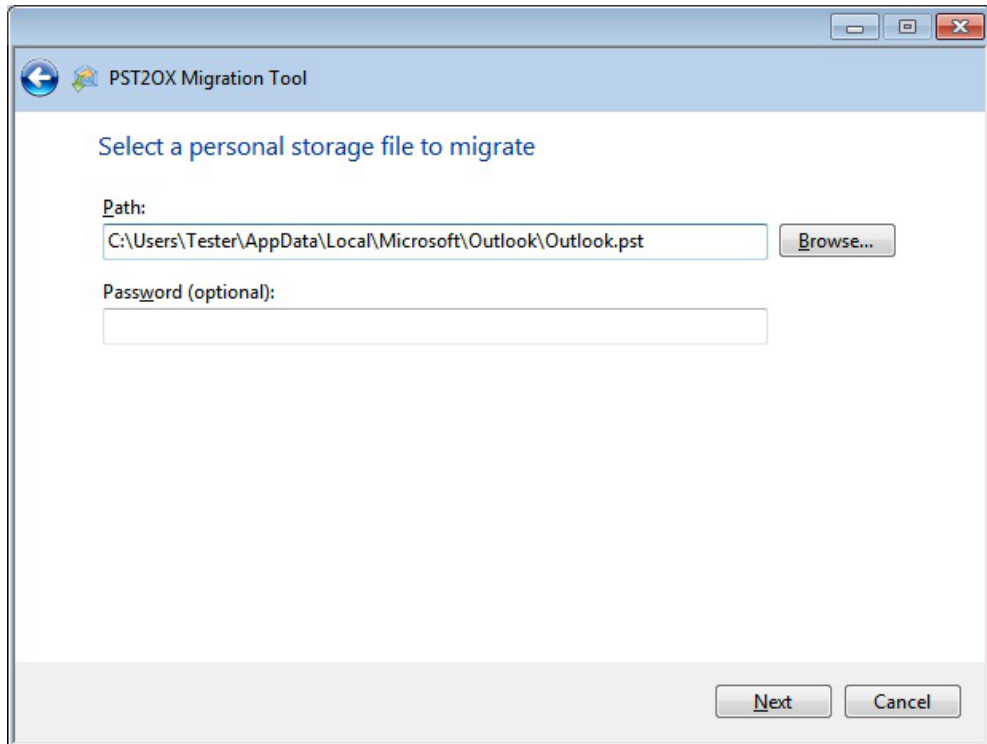 PST2OX Migration Tool
Select a personal storage file to migrate
Path:
C:\Users\Tester\AppData\Local\Microsoft\Outlook\Outlook.pst
Browse...
Password (optional):
Next
Cancel